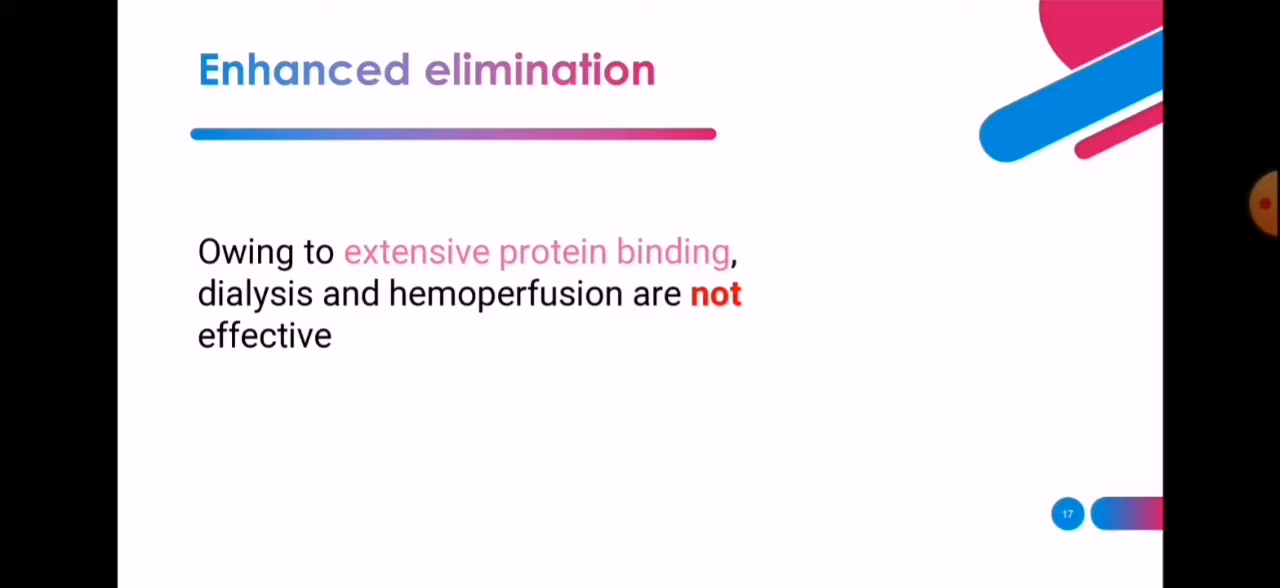 Enhanced elimination
Owing to extensive protein binding,
dialysis and hemoperfusion are not
effective
17